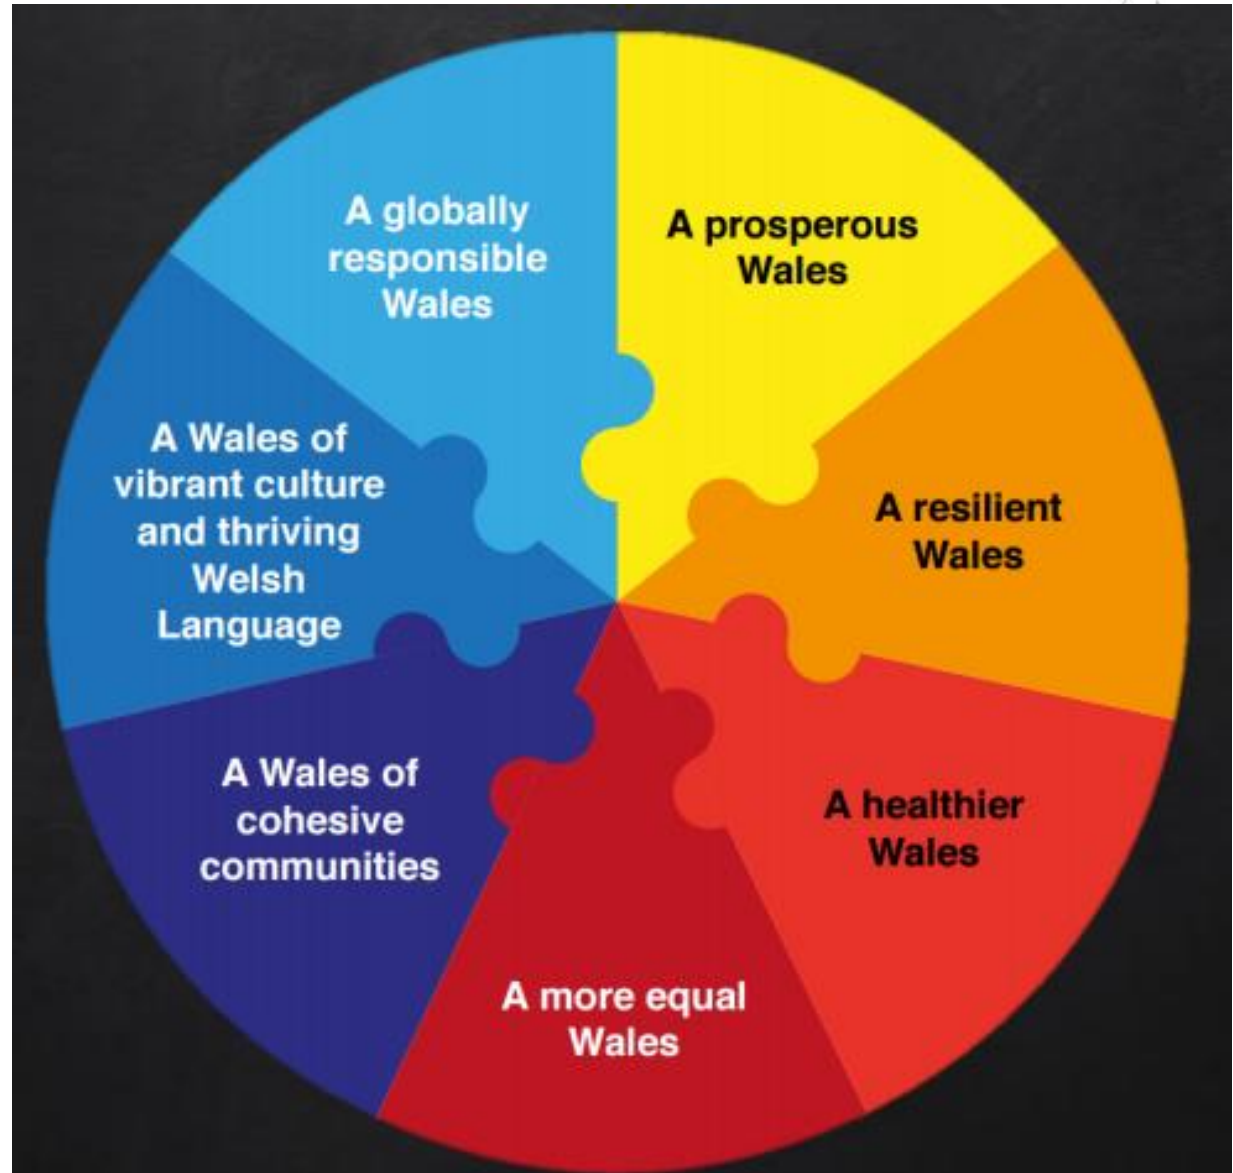 A globally
responsible
Wales
A prosperous
Wales
A resilient
Wales
A healthier
Wales
A more equal
Wales
A Wales of
cohesive
communities
A Wales of
vibrant culture
and thriving
Welsh
Language